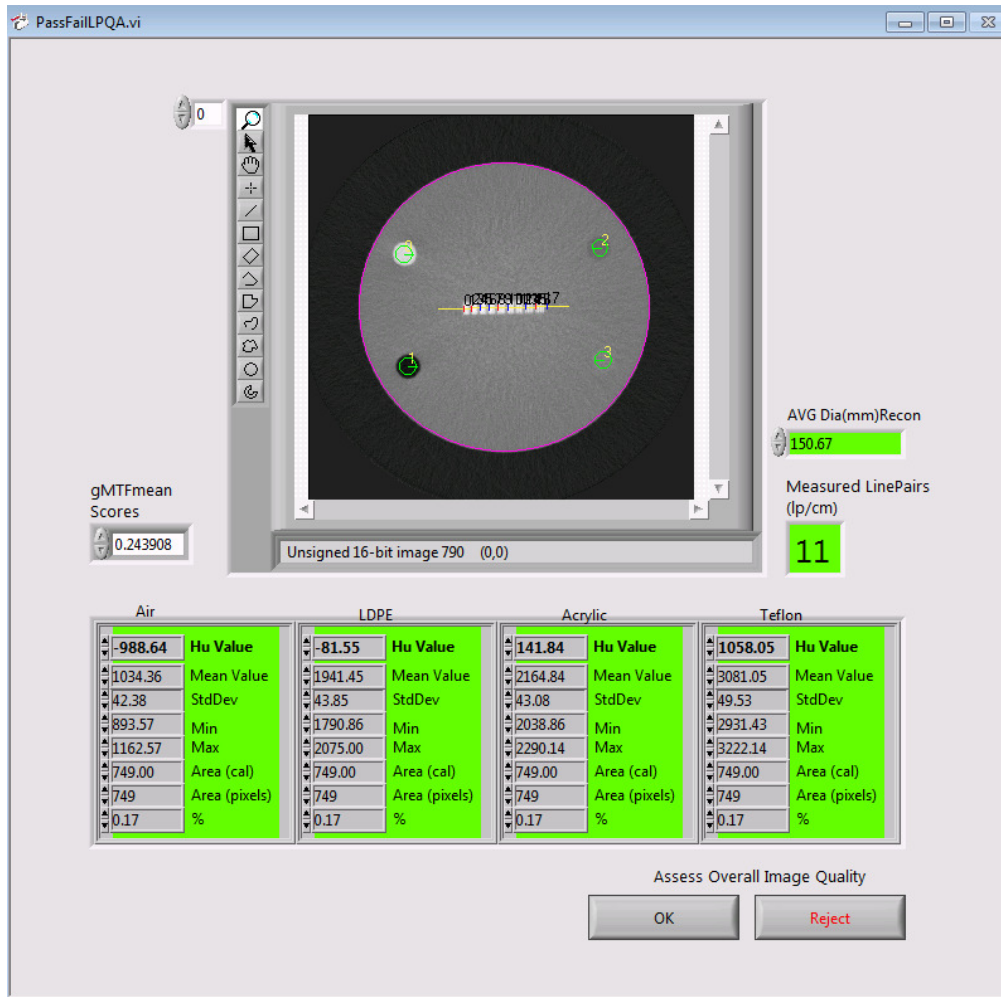 PassFailLPQA.vi
0
2
3
1
AVG Dia(mm)Recon
150.67
gMTFmean
Scores
0.243908
Measured LinePairs
(lp/cm)
11
Unsigned 16-bit image 790 (0,0)
Air
-988.64 Hu Value
1034.36 Mean Value
42.38 StdDev
893.57 Min
1162.57 Max
749.00 Area (cal)
749 Area (pixels)
0.17 %
LDPE
-81.55 Hu Value
1941.45 Mean Value
43.85 StdDev
1790.86 Min
2075.00 Max
749.00 Area (cal)
749 Area (pixels)
0.17 %
Acrylic
141.84 Hu Value
2164.84 Mean Value
43.08 StdDev
2038.86 Min
2290.14 Max
749.00 Area (cal)
749 Area (pixels)
0.17 %
Teflon
1058.05 Hu Value
3081.05 Mean Value
49.53 StdDev
2931.43 Min
3222.14 Max
749.00 Area (cal)
749 Area (pixels)
0.17 %
Assess Overall Image Quality
OK
Reject